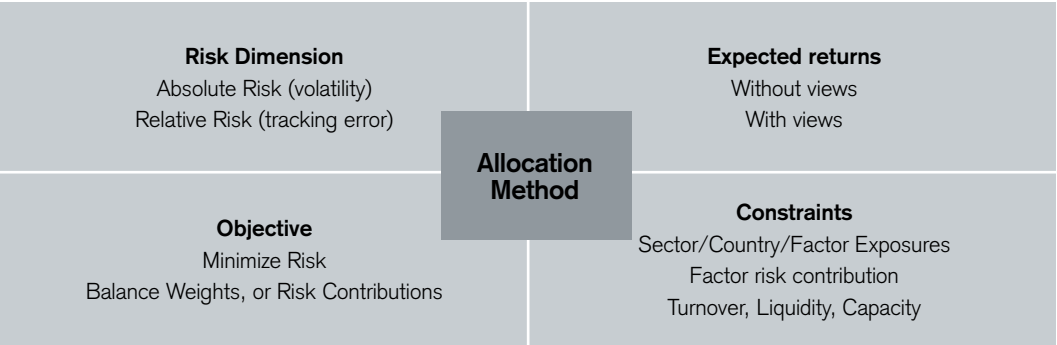 Risk Dimension
Absolute Risk (volatility)
Relative Risk (tracking error)
Expected returns
Without views
With views
Allocation
Method
Objective
Minimize Risk
Balance Weights, or Risk Contributions
Constraints
Sector/Country/Factor Exposures
Factor risk contribution
Turnover, Liquidity, Capacity